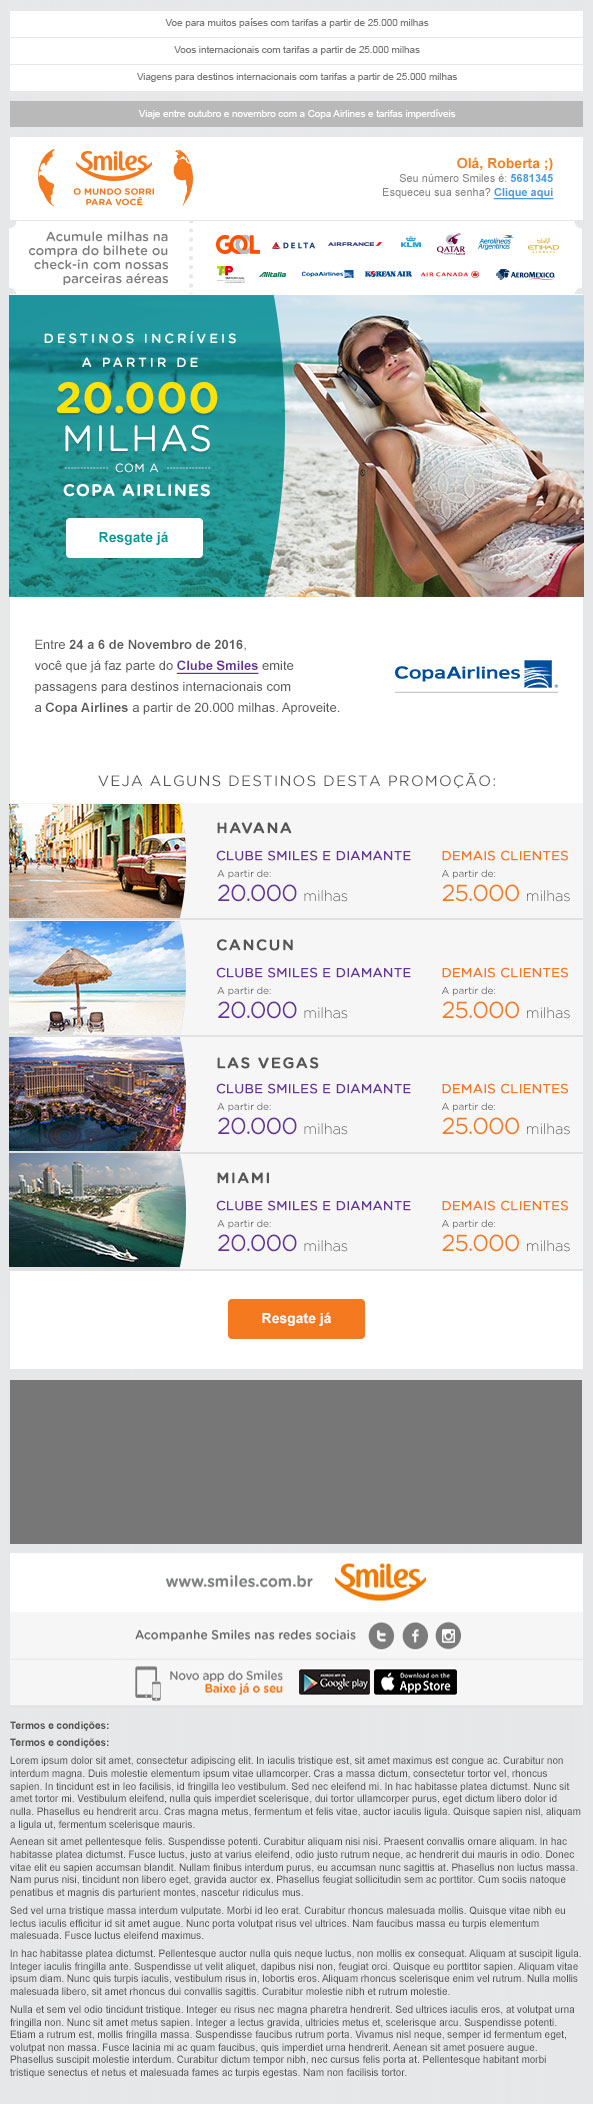 Voe para muitos países com tarifas a partir de 25.000 milhas
Voos internacionais com tarifas a partir de 25.000 milhas
Viagens para destinos internacionais com tarifas a partir de 25.000 milhas
Viaje entre outubro e novembro com a Copa Airlines e tarifas imperdíveis
Smiles
O MUNDO SORRI
PARA VOCÊ
Olá, Roberta ;)
Seu número Smiles é: 5681345
Esqueceu sua senha? Clique aqui
Acumule milhas na
compra do bilhete ou
check-in com nossas
parceiras aéreas
GOL DELTA AIRFRANCE KLM QATAR Aerolíneas Argentinas ETIHAD
TAP Alitalia CopaAirlines KOREAN AIR AIR CANADA AEROMEXICO.
DESTINOS INCRÍVEIS
A PARTIR DE
20.000
MILHAS
COM A
COPA AIRLINES
Resgate já
Entre 24 a 6 de Novembro de 2016,
você que já faz parte do Clube Smiles emite
passagens para destinos internacionais com
a Copa Airlines a partir de 20.000 milhas. Aproveite.
CopaAirlines
VEJA ALGUNS DESTINOS DESTA PROMOÇÃO:
HAVANA
CLUBE SMILES E DIAMANTE DEMAIS CLIENTES
A partir de: A partir de:
20.000 milhas 25.000 milhas
CANCUN
CLUBE SMILES E DIAMANTE DEMAIS CLIENTES
A partir de: A partir de:
20.000 milhas 25.000 milhas
LAS VEGAS
CLUBE SMILES E DIAMANTE DEMAIS CLIENTES
A partir de: A partir de:
20.000 milhas 25.000 milhas
MIAMI
CLUBE SMILES E DIAMANTE DEMAIS CLIENTES
A partir de: A partir de:
20.000 milhas 25.000 milhas
Resgate já
www.smiles.com.br Smiles
Acompanhe Smiles nas redes sociais
Novo app do Smiles
Baixe já o seu
ANDROID APP ON
Google play
Download on the
App Store
Termos e condições:
Termos e condições:
Lorem ipsum dolor sit amet, consectetur adipiscing elit. In iaculis tristique est, sit amet maximus est congue ac. Curabitur non
interdum magna. Duis molestie elementum ipsum vitae ullamcorper. Cras a massa dictum, consectetur tortor vel, rhoncus
sapien. In tincidunt est in leo facilisis, id fringilla leo vestibulum. Sed nec eleifend mi. In hac habitasse platea dictumst. Nunc sit
amet tortor mi. Vestibulum eleifend, nulla quis imperdiet scelerisque, dui tortor ullamcorper purus, eget dictum libero dolor id
nulla. Phasellus eu hendrerit arcu. Cras magna metus, fermentum et felis vitae, auctor iaculis ligula. Quisque sapien nisl, aliquam
a ligula ut, fermentum scelerisque mauris.
Aenean sit amet pellentesque felis. Suspendisse potenti. Curabitur aliquam nisi nisi. Praesent convallis ornare aliquam. In hac
habitasse platea dictumst. Fusce luctus, justo at varius eleifend, odio justo rutrum neque, ac hendrerit dui mauris in odio. Donec
vitae elit eu sapien accumsan blandit. Nullam finibus interdum purus, eu accumsan nunc sagittis at. Phasellus non luctus massa.
Nam purus nisi, tincidunt non libero eget, gravida auctor ex. Phasellus feugiat sollicitudin sem ac porttitor. Cum sociis natoque
penatibus et magnis dis parturient montes, nascetur ridiculus mus.
Sed vel urna tristique massa interdum vulputate. Morbi id leo erat. Curabitur rhoncus malesuada mollis. Quisque vitae nibh eu
lectus iaculis efficitur id sit amet augue. Nunc porta volutpat risus vel ultrices. Nam faucibus massa eu turpis elementum
malesuada. Fusce luctus eleifend maximus.
In hac habitasse platea dictumst. Pellentesque auctor nulla quis neque luctus, non mollis ex consequat. Aliquam at suscipit ligula.
Integer iaculis fringilla ante. Suspendisse ut velit aliquet, dapibus nisi non, feugiat orci. Quisque eu porttitor sapien. Aliquam vitae
ipsum diam. Nunc quis turpis iaculis, vestibulum risus in, lobortis eros. Aliquam rhoncus scelerisque enim vel rutrum. Nulla mollis
malesuada libero, sit amet rhoncus dui convallis sagittis. Curabitur molestie nibh et rutrum molestie.
Nulla et sem vel odio tincidunt tristique. Integer eu risus nec magna pharetra hendrerit. Sed ultrices iaculis eros, at volutpat urna
fringilla non. Nunc sit amet metus sapien. Integer a lectus gravida, ultricies metus et, scelerisque arcu. Suspendisse potenti.
Etiam a rutrum est, mollis fringilla massa. Suspendisse faucibus rutrum porta. Vivamus nisl neque, semper id fermentum eget,
volutpat non massa. Fusce lacinia mi ac quam faucibus, quis imperdiet urna hendrerit. Aenean sit amet posuere augue.
Phasellus suscipit molestie interdum. Curabitur dictum tempor nibh, nec cursus felis porta at. Pellentesque habitant morbi
tristique senectus et netus et malesuada fames ac turpis egestas. Nam non facilisis tortor.